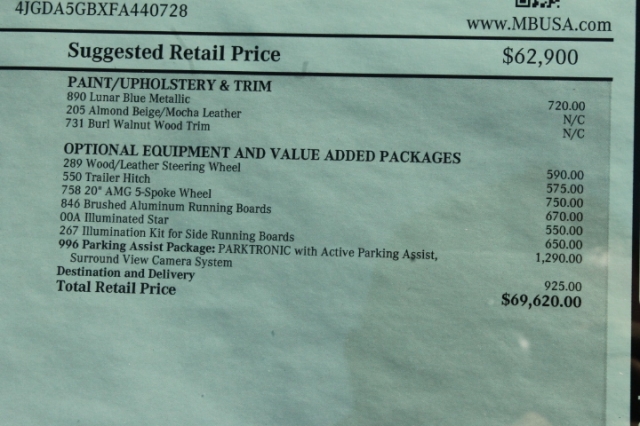 4JGDA5GBXFA440728
www.MBUSA.com
Suggested Retail Price $62,900
PAINT/UPHOLSTERY & TRIM
890 Lunar Blue Metallic 720.00
205 Almond Beige/Mocha Leather N/C
731 Burl Walnut Wood Trim N/C
OPTIONAL EQUIPMENT AND VALUE ADDED PACKAGES
289 Wood/Leather Steering Wheel 590.00
550 Trailer Hitch 575.00
758 20" AMG 5-Spoke Wheel 750.00
846 Brushed Aluminum Running Boards 670.00
00A Illuminated Star 550.00
267 Illumination Kit for Side Running Boards 650.00
996 Parking Assist Package: PARKTRONIC with Active Parking Assist, 1,290.00
Surround View Camera System
Destination and Delivery 925.00
Total Retail Price $69,620.00